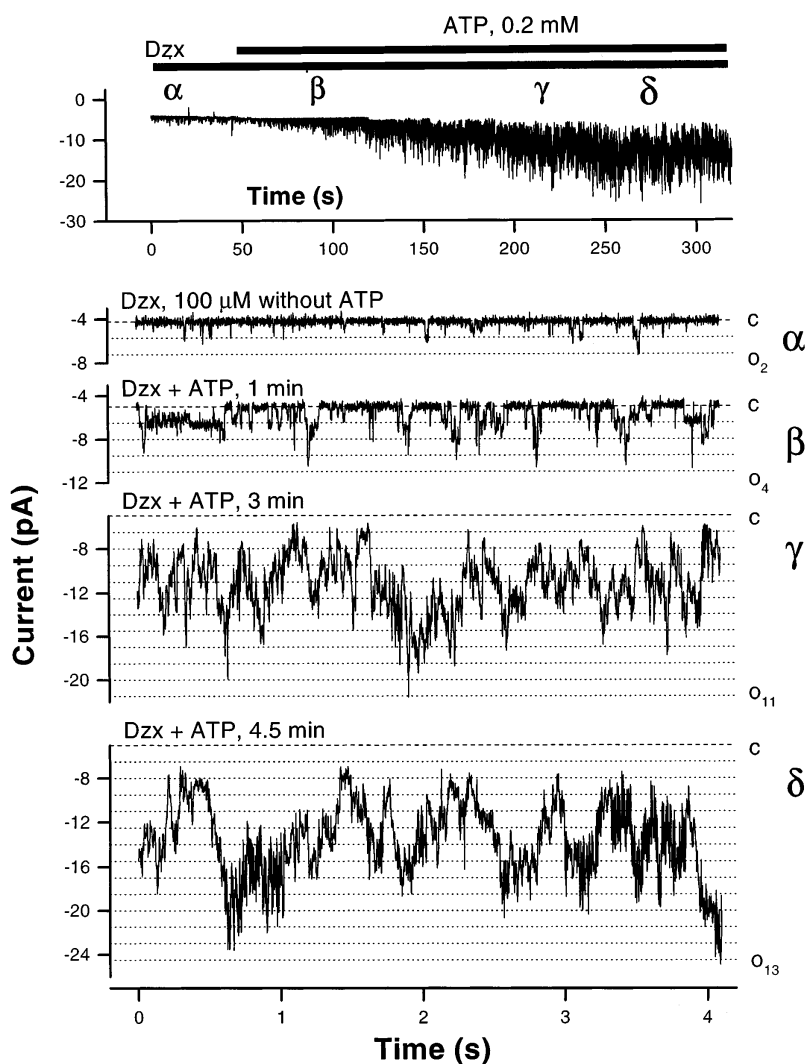 ATP, 0.2 mM
Dzx
α β γ δ
0
-10
-20
-30
Time (s)
0 50 100 150 200 250 300
Dzx, 100 µM without ATP
-4
-8
c
o2
α
Dzx + ATP, 1 min
-4
-8
-12
c
o4
β
Dzx + ATP, 3 min
-8
-12
-16
-20
c
o11
γ
Dzx + ATP, 4.5 min
-8
-12
-16
-20
-24
c
o13
δ
Current (pA)
0 1 2 3 4
Time (s)